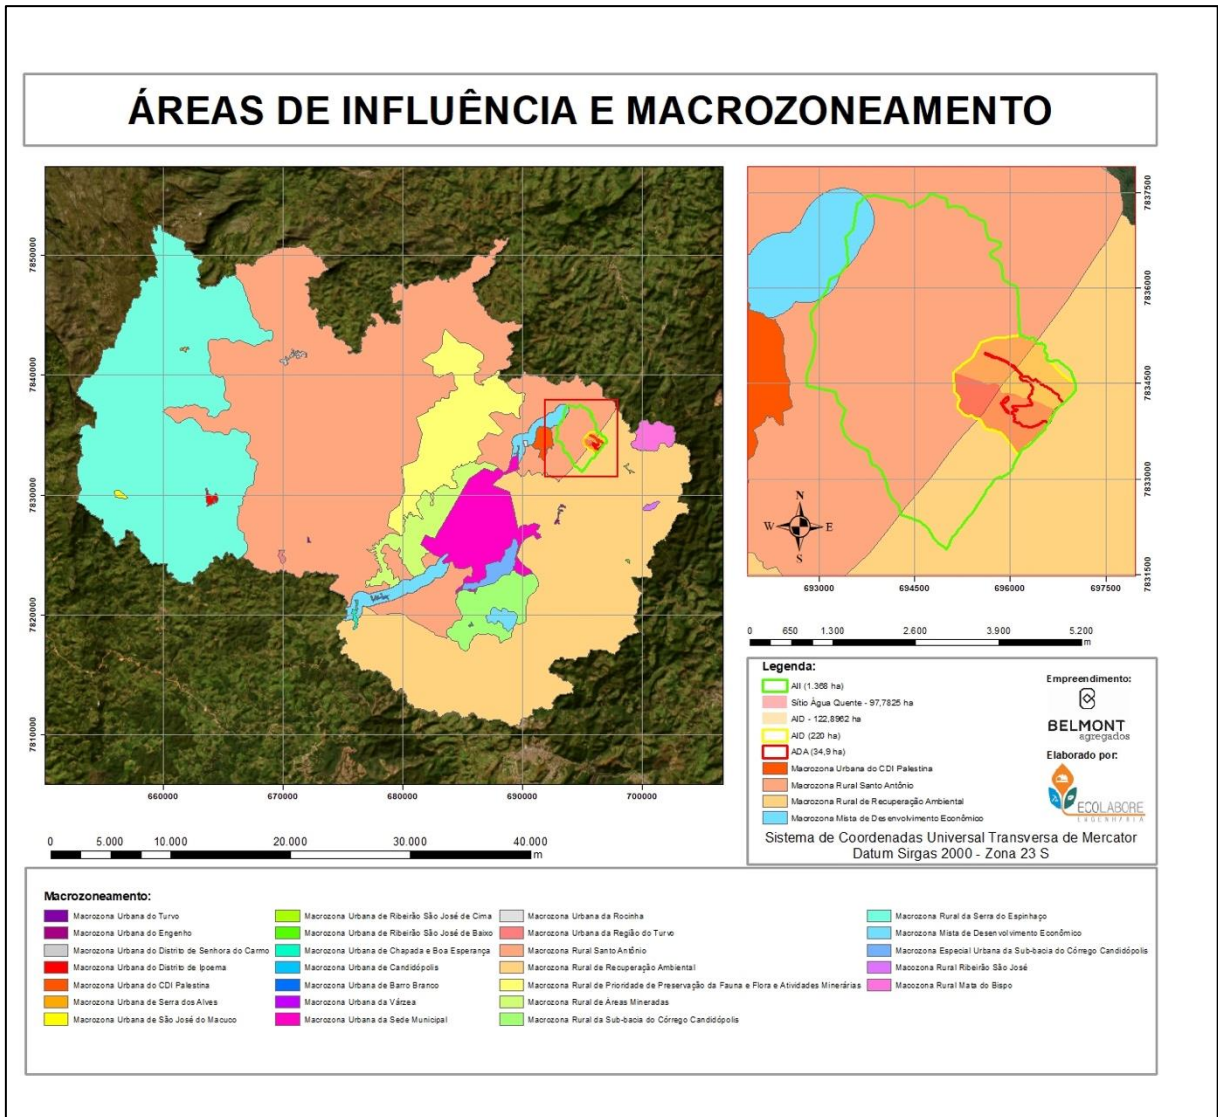 ÁREAS DE INFLUÊNCIA E MACROZONEAMENTO
7850000
7840000
7830000
7820000
7810000
660000
670000
680000
690000
700000
7837500
7836000
7834500
7833000
7831500
N
W
E
S
693000
694500
696000
697500
0
650
1.300
2.600
3.900
5.200
m
0
5.000
10.000
20.000
30.000
40.000
m
Legenda:
AII (1.368 ha)
Sítio Água Quente - 97,7825 ha
AID - 122,8962 ha
AID (220 ha)
ADA (34,9 ha)
Macrozona Urbana do CDI Palestina
Macrozona Rural Santo Antônio
Macrozona Rural de Recuperação Ambiental
Macrozona Mista de Desenvolvimento Econômico
Empreendimento:
BELMONT
agregados
Elaborado por:
ECOLABORE
ENGENHARIA
Sistema de Coordenadas Universal Transversa de Mercator
Datum Sirgas 2000 - Zona 23 S
Macrozoneamento:
Macrozona Urbana do Turvo
Macrozona Urbana do Engenho
Macrozona Urbana do Distrito de Senhora do Carmo
Macrozona Urbana do Distrito de Ipoema
Macrozona Urbana do CDI Palestina
Macrozona Urbana de Serra dos Alves
Macrozona Urbana de São José do Macuco
Macrozona Urbana de Ribeirão São José de Cima
Macrozona Urbana de Ribeirão São José de Baixo
Macrozona Urbana de Chapada e Boa Esperança
Macrozona Urbana de Candidópolis
Macrozona Urbana de Barro Branco
Macrozona Urbana da Várzea
Macrozona Urbana da Sede Municipal
Macrozona Urbana da Rocinha
Macrozona Urbana da Região do Turvo
Macrozona Rural Santo Antônio
Macrozona Rural de Recuperação Ambiental
Macrozona Rural de Prioridade de Preservação da Fauna e Flora e Atividades Minerárias
Macrozona Rural de Áreas Mineradas
Macrozona Rural da Sub-bacia do Córrego Candidópolis
Macrozona Rural da Serra do Espinhaço
Macrozona Mista de Desenvolvimento Econômico
Macrozona Especial Urbana da Sub-bacia do Córrego Candidópolis
Macozona Rural Ribeirão São José
Macozona Rural Mata do Bispo